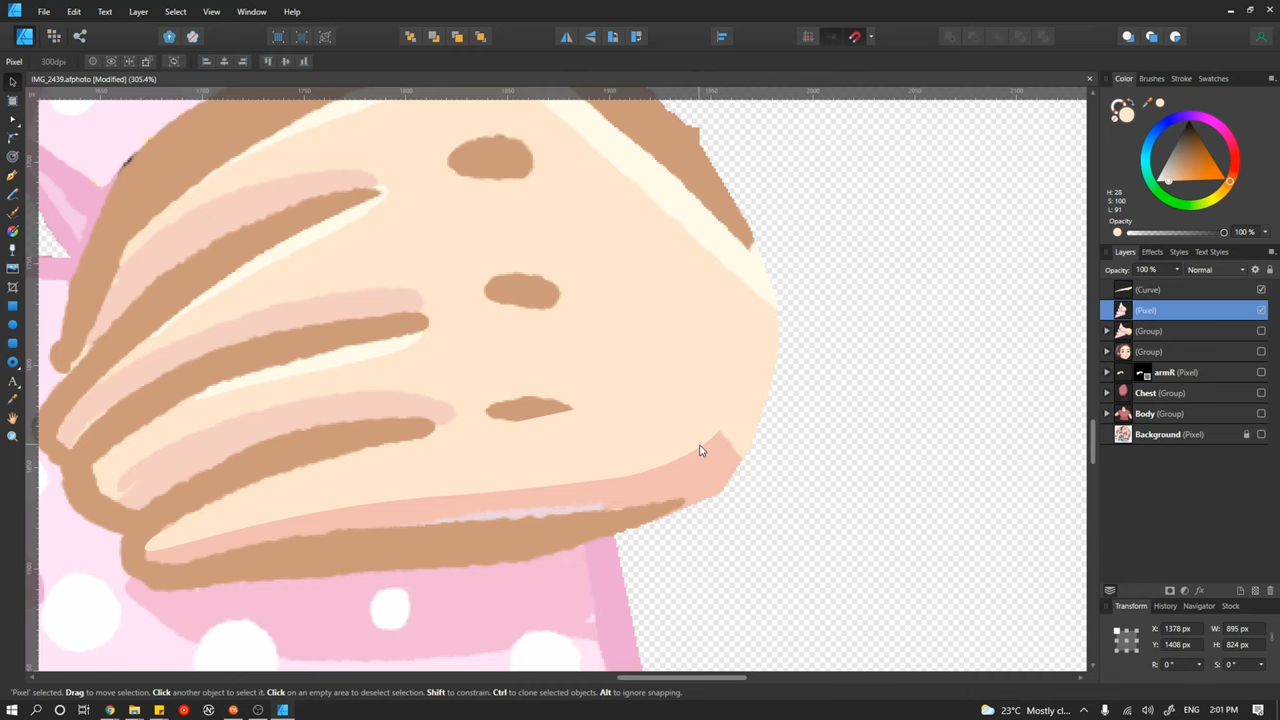 File Edit Text Layer Select View Window Help
Pixel 300dpi
IMG_2439.afphoto [Modified] (305.4%)
Color Brushes Stroke Swatches
H: 28
S: 100
L: 91
Opacity
100 %
Layers Effects Styles Text Styles
Opacity: 100 % Normal
(Curve)
(Pixel)
(Group)
(Group)
armR (Pixel)
Chest (Group)
Body (Group)
Background (Pixel)
Transform History Navigator Stock
X: 1378 px W: 895 px
Y: 1408 px H: 824 px
R: 0° S: 0°
'Pixel' selected. Drag to move selection. Click another object to select it. Click on an empty area to deselect selection. Shift to constrain. Ctrl to clone selected objects. Alt to ignore snapping.
23°C Mostly cl... ENG 2:01 PM